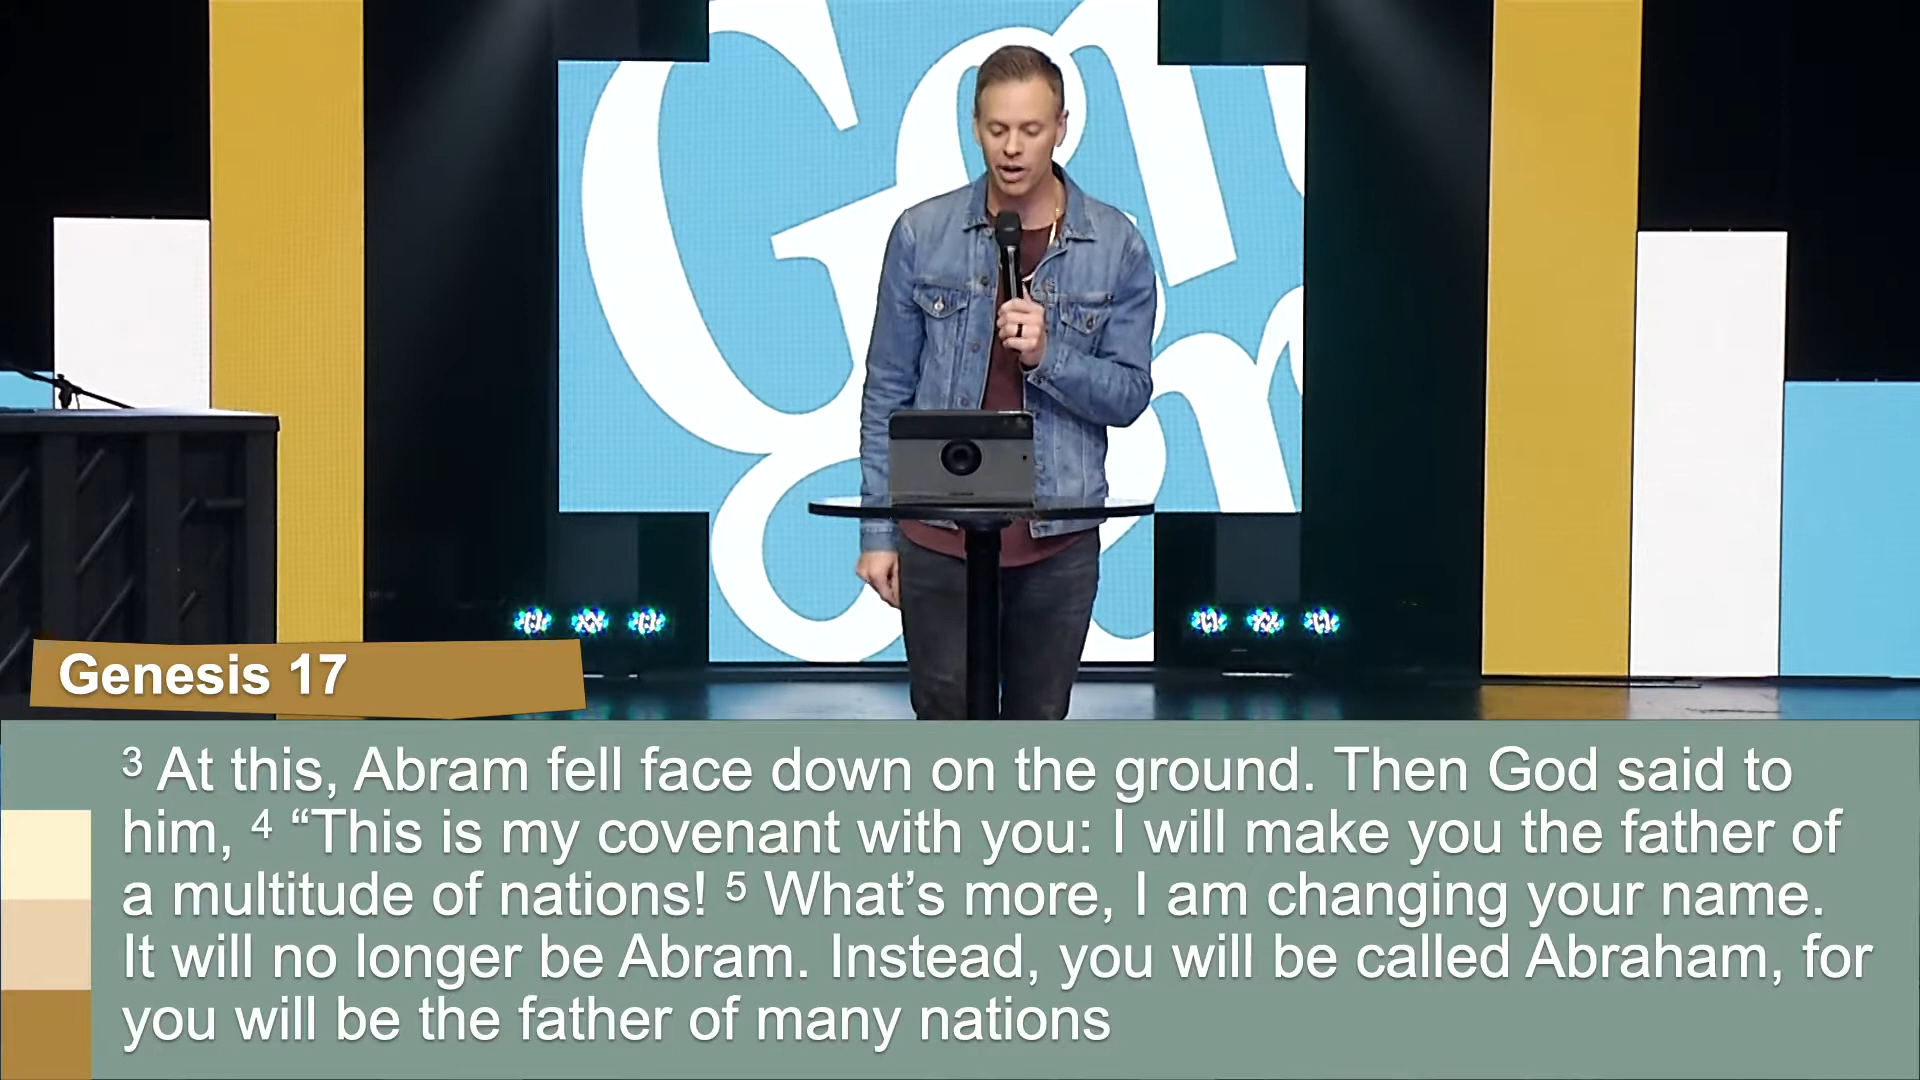 Gen
Genesis 17
3 At this, Abram fell face down on the ground. Then God said to
him, 4 “This is my covenant with you: I will make you the father of
a multitude of nations! 5 What’s more, I am changing your name.
It will no longer be Abram. Instead, you will be called Abraham, for
you will be the father of many nations